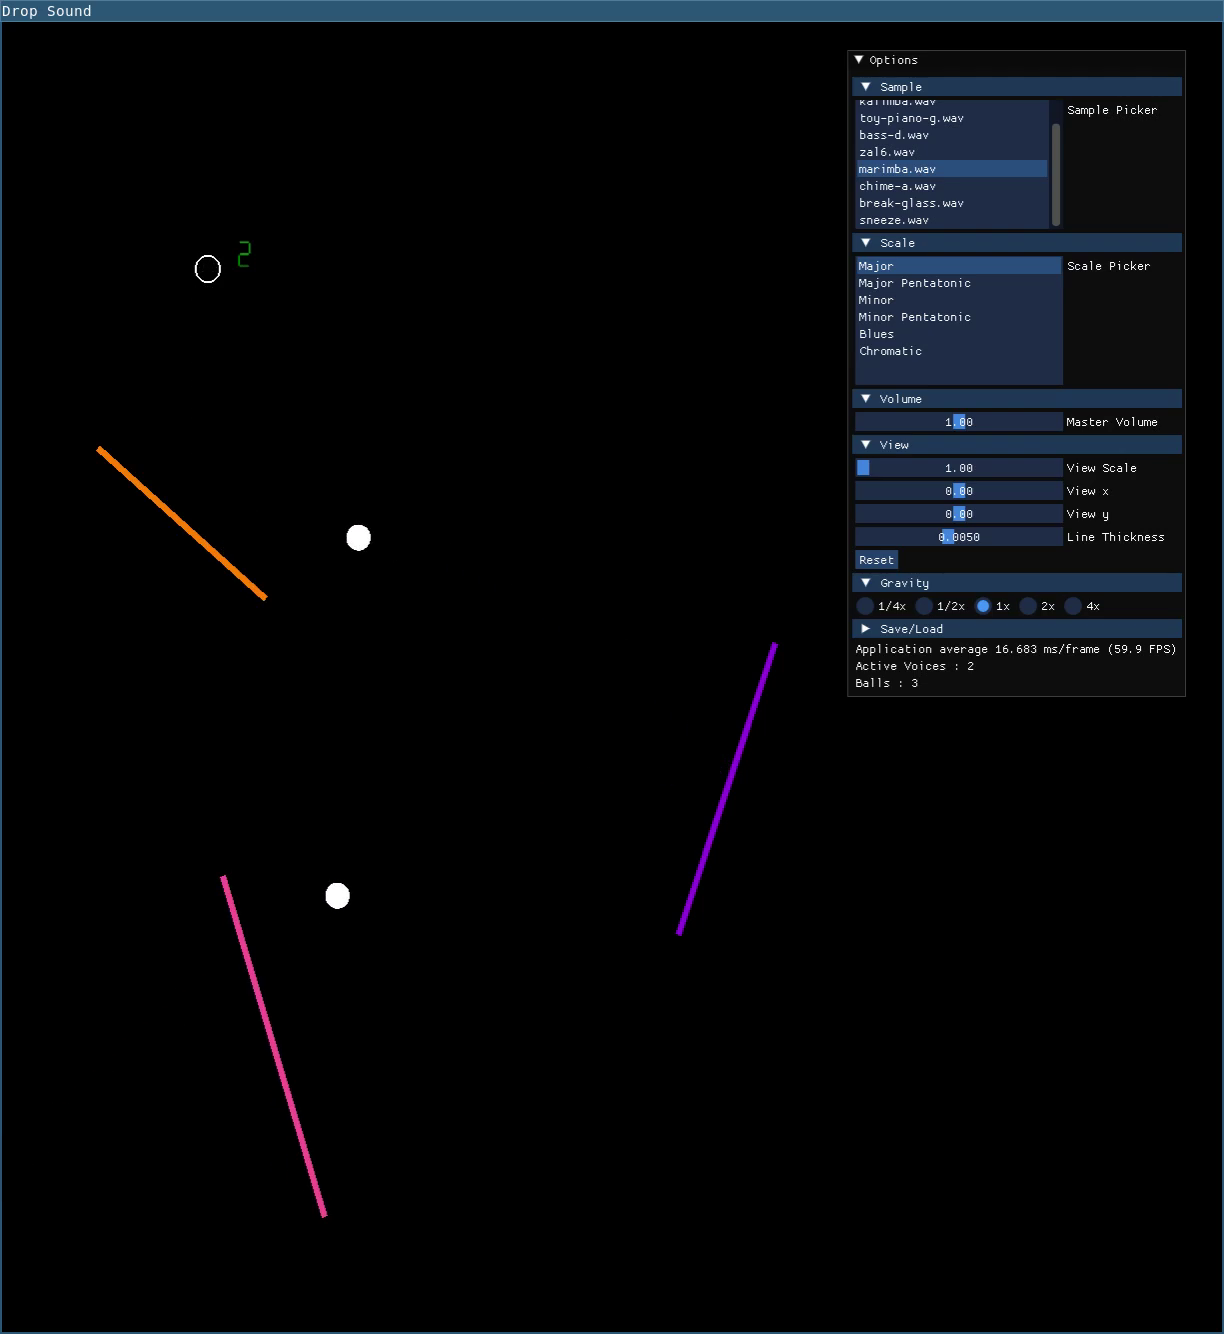 Drop Sound
2
Options
Sample
kalimba.wav
toy-piano-g.wav
bass-d.wav
zal6.wav
marimba.wav
chime-a.wav
break-glass.wav
sneeze.wav
Sample Picker
Scale
Major
Major Pentatonic
Minor
Minor Pentatonic
Blues
Chromatic
Scale Picker
Volume
1.00 Master Volume
View
1.00 View Scale
0.00 View x
0.00 View y
0.0050 Line Thickness
Reset
Gravity
1/4x 1/2x 1x 2x 4x
Save/Load
Application average 16.683 ms/frame (59.9 FPS)
Active Voices : 2
Balls : 3